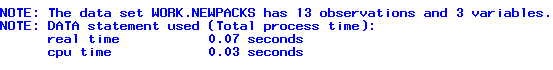 NOTE: The data set WORK.NEWPACKS has 13 observations and 3 variables.
NOTE: DATA statement used (Total process time):
      real time           0.07 seconds
      cpu time            0.03 seconds